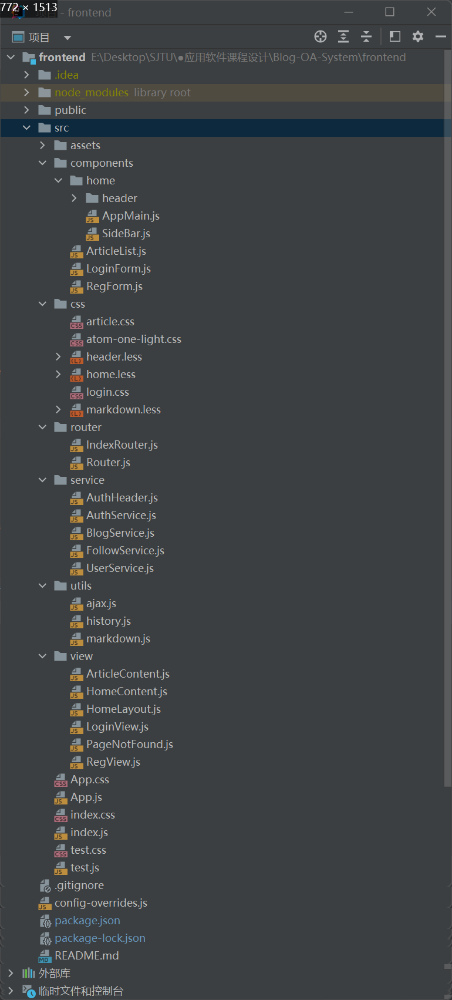 772 × 1513
项目 - frontend
项目
frontend E:\Desktop\SJTU\●应用软件课程设计\Blog-OA-System\frontend
.idea
node_modules library root
public
src
assets
components
home
header
AppMain.js
SideBar.js
ArticleList.js
LoginForm.js
RegForm.js
css
article.css
atom-one-light.css
header.less
home.less
login.css
markdown.less
router
IndexRouter.js
Router.js
service
AuthHeader.js
AuthService.js
BlogService.js
FollowService.js
UserService.js
utils
ajax.js
history.js
markdown.js
view
ArticleContent.js
HomeContent.js
HomeLayout.js
LoginView.js
PageNotFound.js
RegView.js
App.css
App.js
index.css
index.js
test.css
test.js
.gitignore
config-overrides.js
package.json
package-lock.json
README.md
外部库
临时文件和控制台